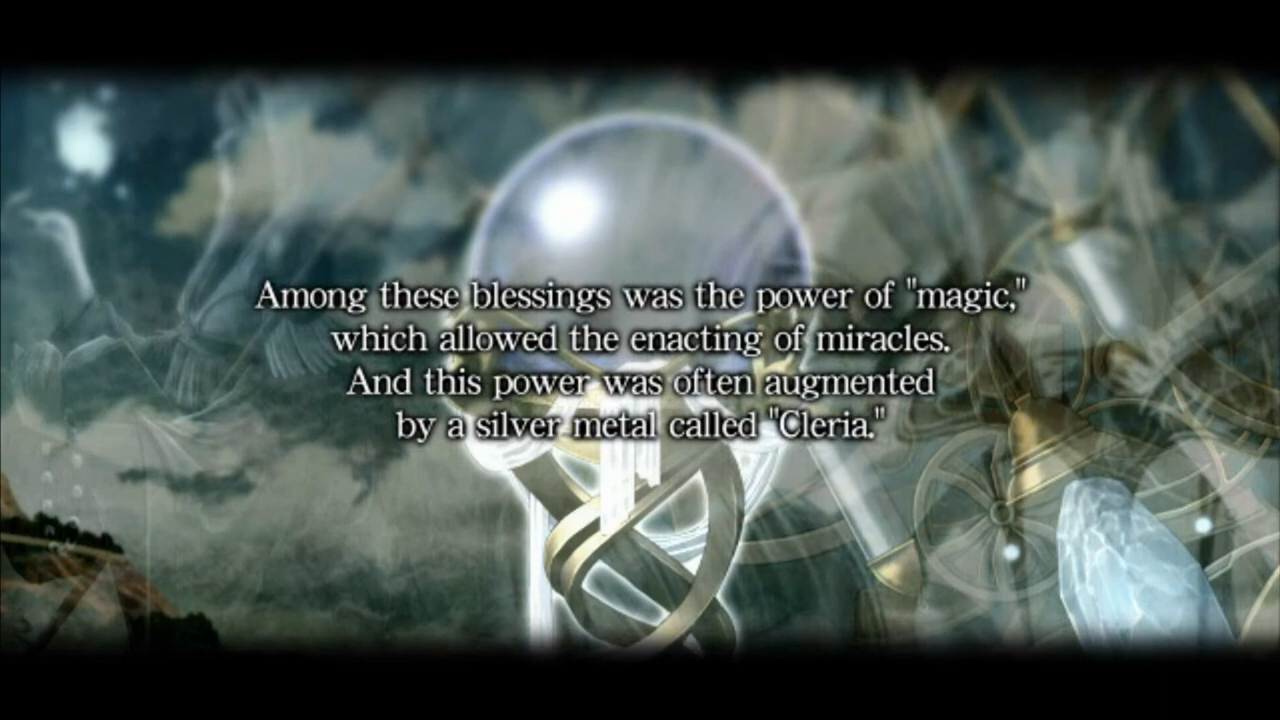 Among these blessings was the power of "magic,"
which allowed the enacting of miracles.
And this power was often augmented
by a silver metal called "Cleria."